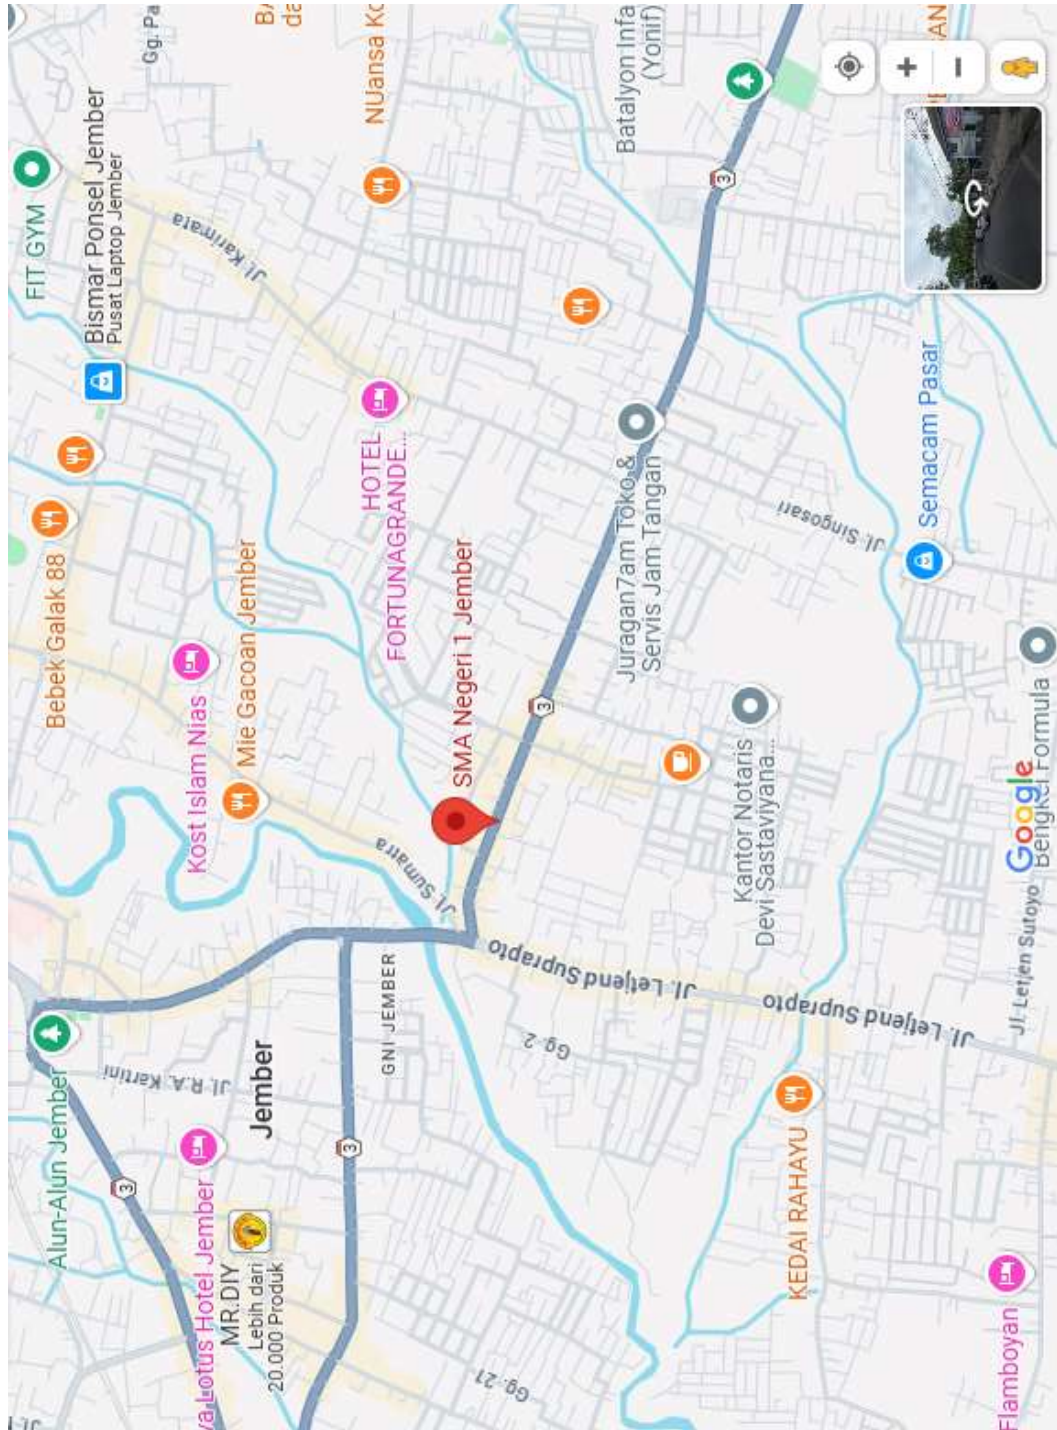 FIT GYM
Bismar Ponsel Jember
Pusat Laptop Jember
Gg. Pa
BA
da
NUansa Ko
Batalyon Infa
(Yonif)
AN
Jl. Karimata
Bebek Galak 88
Kost Islam Nias
Mie Gacoan Jember
HOTEL
FORTUNAGRANDE...
SMA Negeri 1 Jember
Juragan7am Toko &
Servis Jam Tangan
Jl. Singosari
Semacam Pasar
Kantor Notaris
Devi Sastaviyana...
Google
Bengkel Formula
Jl. Letjen Sutoyo
Jl. Sumatra
Jl. Letjend Suprapto
Jl. Letjend Suprapto
GNI JEMBER
Gg. 2
Jl. R.A. Kartini
Jember
Alun-Alun Jember
3
3
3
3
va Lotus Hotel Jember
MR.DIY
Lebih dari
20.000 Produk
KEDAI RAHAYU
Gg. 21
Flamboyan